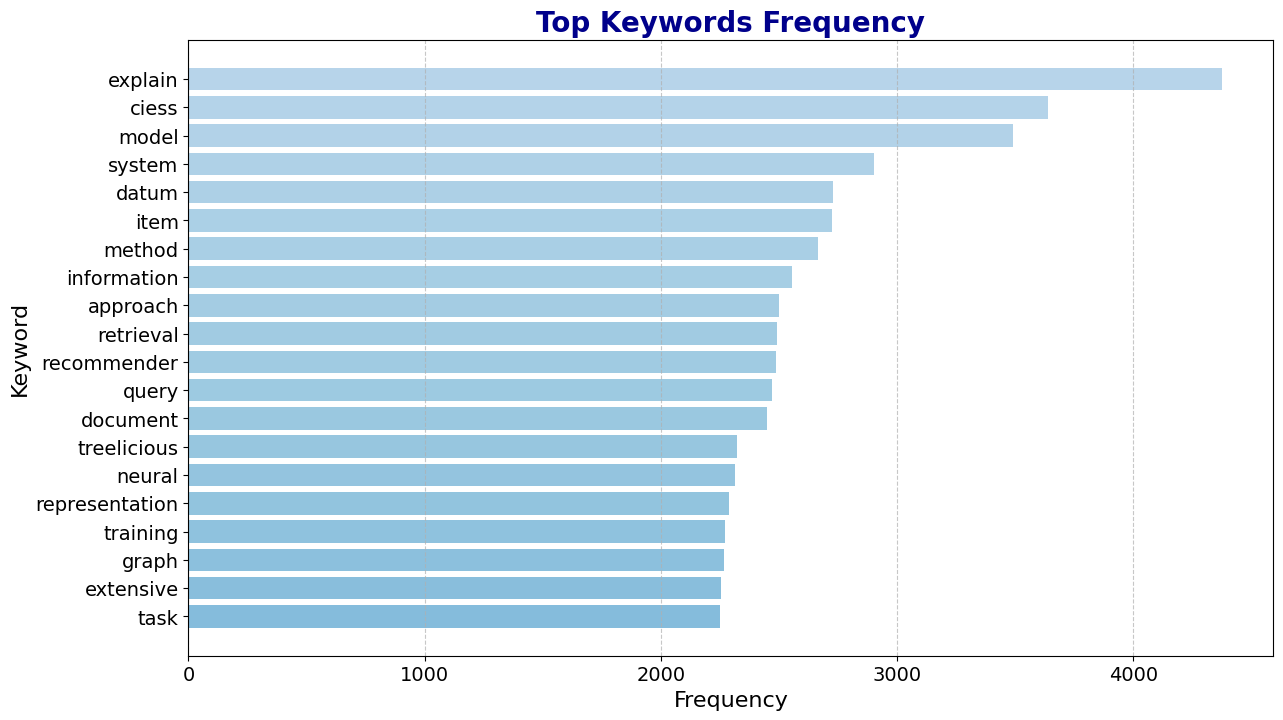 Top Keywords Frequency
Keyword
explain
ciess
model
system
datum
item
method
information
approach
retrieval
recommender
query
document
treelicious
neural
representation
training
graph
extensive
task
0 1000 2000 3000 4000
Frequency